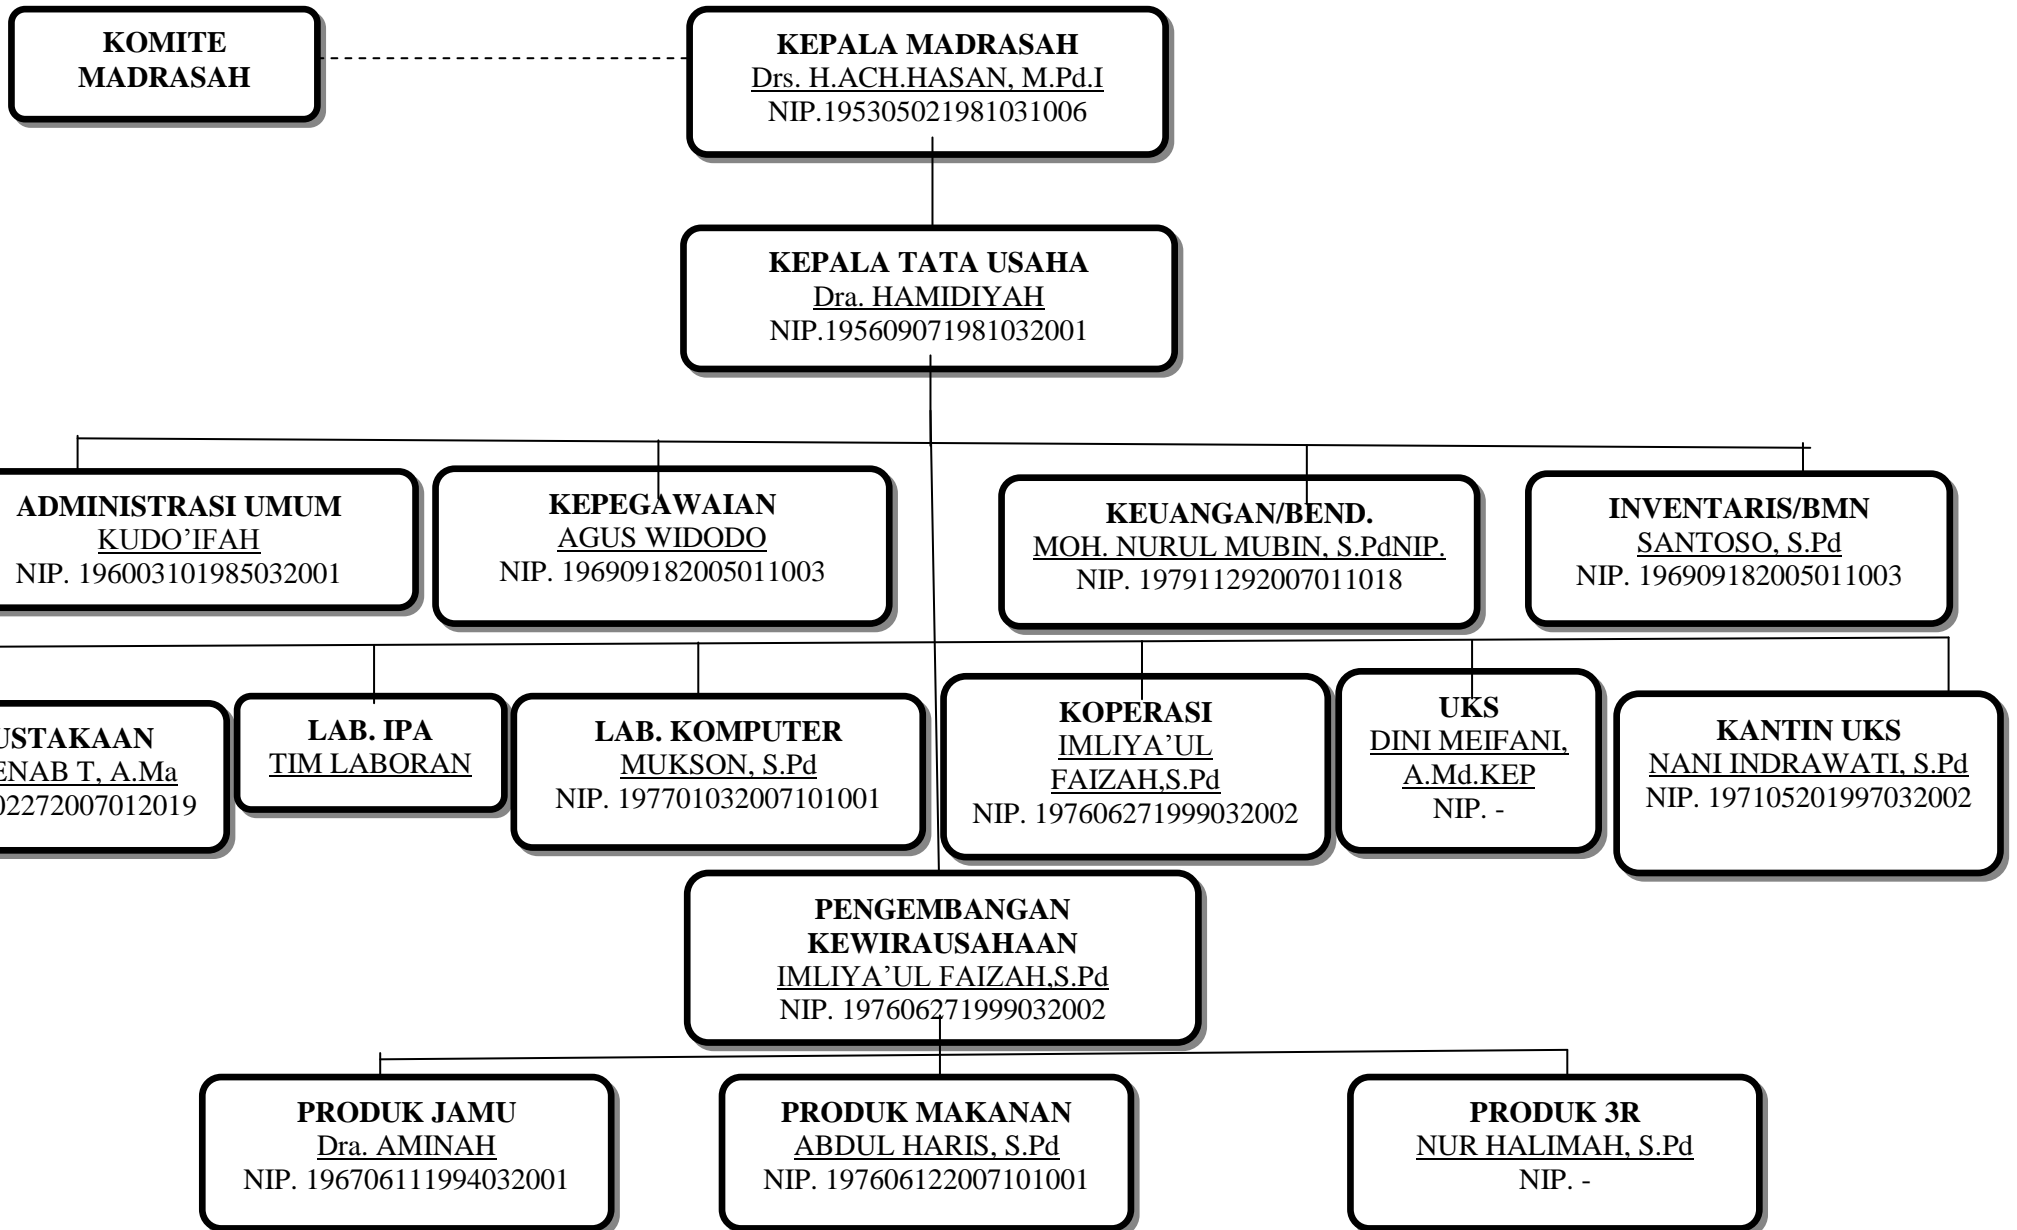 KOMITE
MADRASAH
KEPALA MADRASAH
Drs. H.ACH.HASAN, M.Pd.I
NIP.195305021981031006
KEPALA TATA USAHA
Dra. HAMIDIYAH
NIP.195609071981032001
ADMINISTRASI UMUM
KUDO’IFAH
NIP. 196003101985032001
KEPEGAWAIAN
AGUS WIDODO
NIP. 196909182005011003
KEUANGAN/BEND.
MOH. NURUL MUBIN, S.PdNIP.
NIP. 197911292007011018
INVENTARIS/BMN
SANTOSO, S.Pd
NIP. 196909182005011003
USTAKAAN
ENAB T, A.Ma
02272007012019
LAB. IPA
TIM LABORAN
LAB. KOMPUTER
MUKSON, S.Pd
NIP. 197701032007101001
KOPERASI
IMLIYA’UL
FAIZAH,S.Pd
NIP. 197606271999032002
UKS
DINI MEIFANI,
A.Md.KEP
NIP. -
KANTIN UKS
NANI INDRAWATI, S.Pd
NIP. 197105201997032002
PENGEMBANGAN
KEWIRAUSAHAAN
IMLIYA’UL FAIZAH,S.Pd
NIP. 197606271999032002
PRODUK JAMU
Dra. AMINAH
NIP. 196706111994032001
PRODUK MAKANAN
ABDUL HARIS, S.Pd
NIP. 197606122007101001
PRODUK 3R
NUR HALIMAH, S.Pd
NIP. -